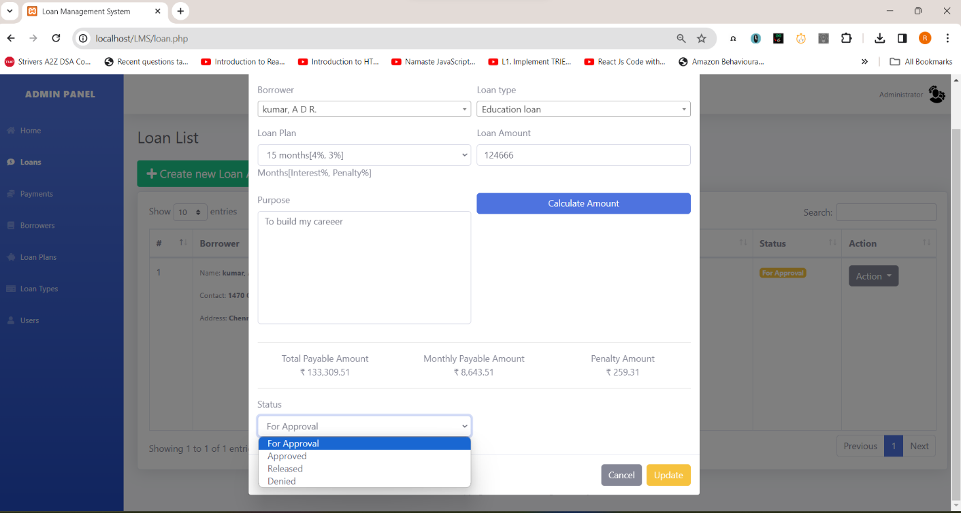 Loan Management System
localhost/LMS/loan.php
Strivers A2Z DSA Co...
Recent questions ta...
Introduction to Rea...
Introduction to HT...
Namaste JavaScript...
L1. Implement TRIE...
React Js Code with...
Amazon Behavioura...
»
All Bookmarks
ADMIN PANEL
Administrator
Home
Loans
Payments
Borrowers
Loan Plans
Loan Types
Users
Loan List
+ Create new Loan A
Show 10 entries
Search:
# Borrower Status Action
1
Name: kumar,
Contact: 1470
Address: Chen
For Approval
Action
Showing 1 to 1 of 1 entri
Previous 1 Next
Borrower
kumar, A D R.
Loan type
Education loan
Loan Plan
15 months[4%, 3%]
Months[Interest%, Penalty%]
Loan Amount
124666
Purpose
To build my careeer
Calculate Amount
Total Payable Amount
₹ 133,309.51
Monthly Payable Amount
₹ 8,643.51
Penalty Amount
₹ 259.31
Status
For Approval
For Approval
Approved
Released
Denied
Cancel
Update